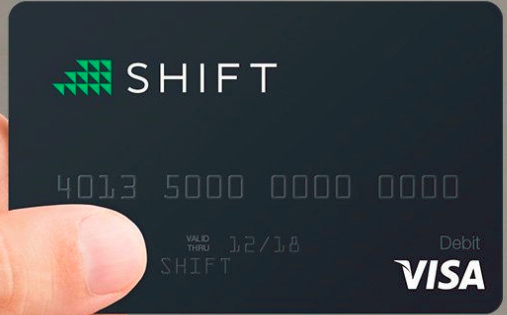 SHIFT
4013 5000 0000 0000
VALID
THRU 12/18
SHIFT
Debit
VISA